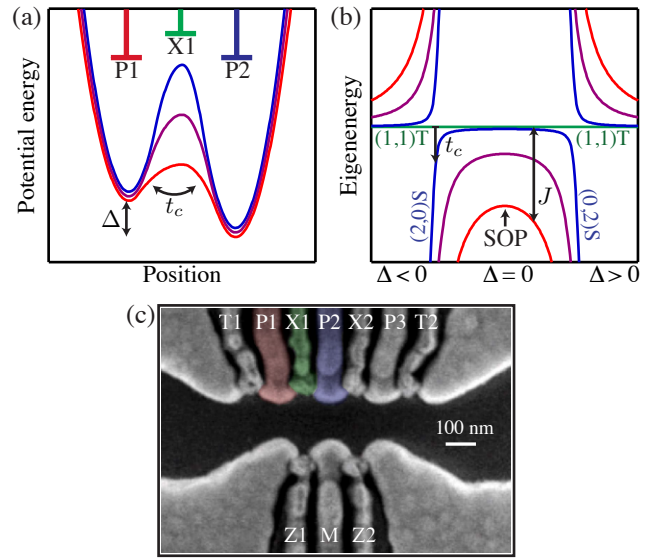 (a)
P1
X1
P2
Potential energy
Δ
t_c
Position
(b)
Eigenenergy
(1,1)T
(1,1)T
t_c
(2,0)S
J
(0,2)S
SOP
Δ<0
Δ=0
Δ>0
(c)
T1 P1 X1 P2 X2 P3 T2
100 nm
Z1 M Z2